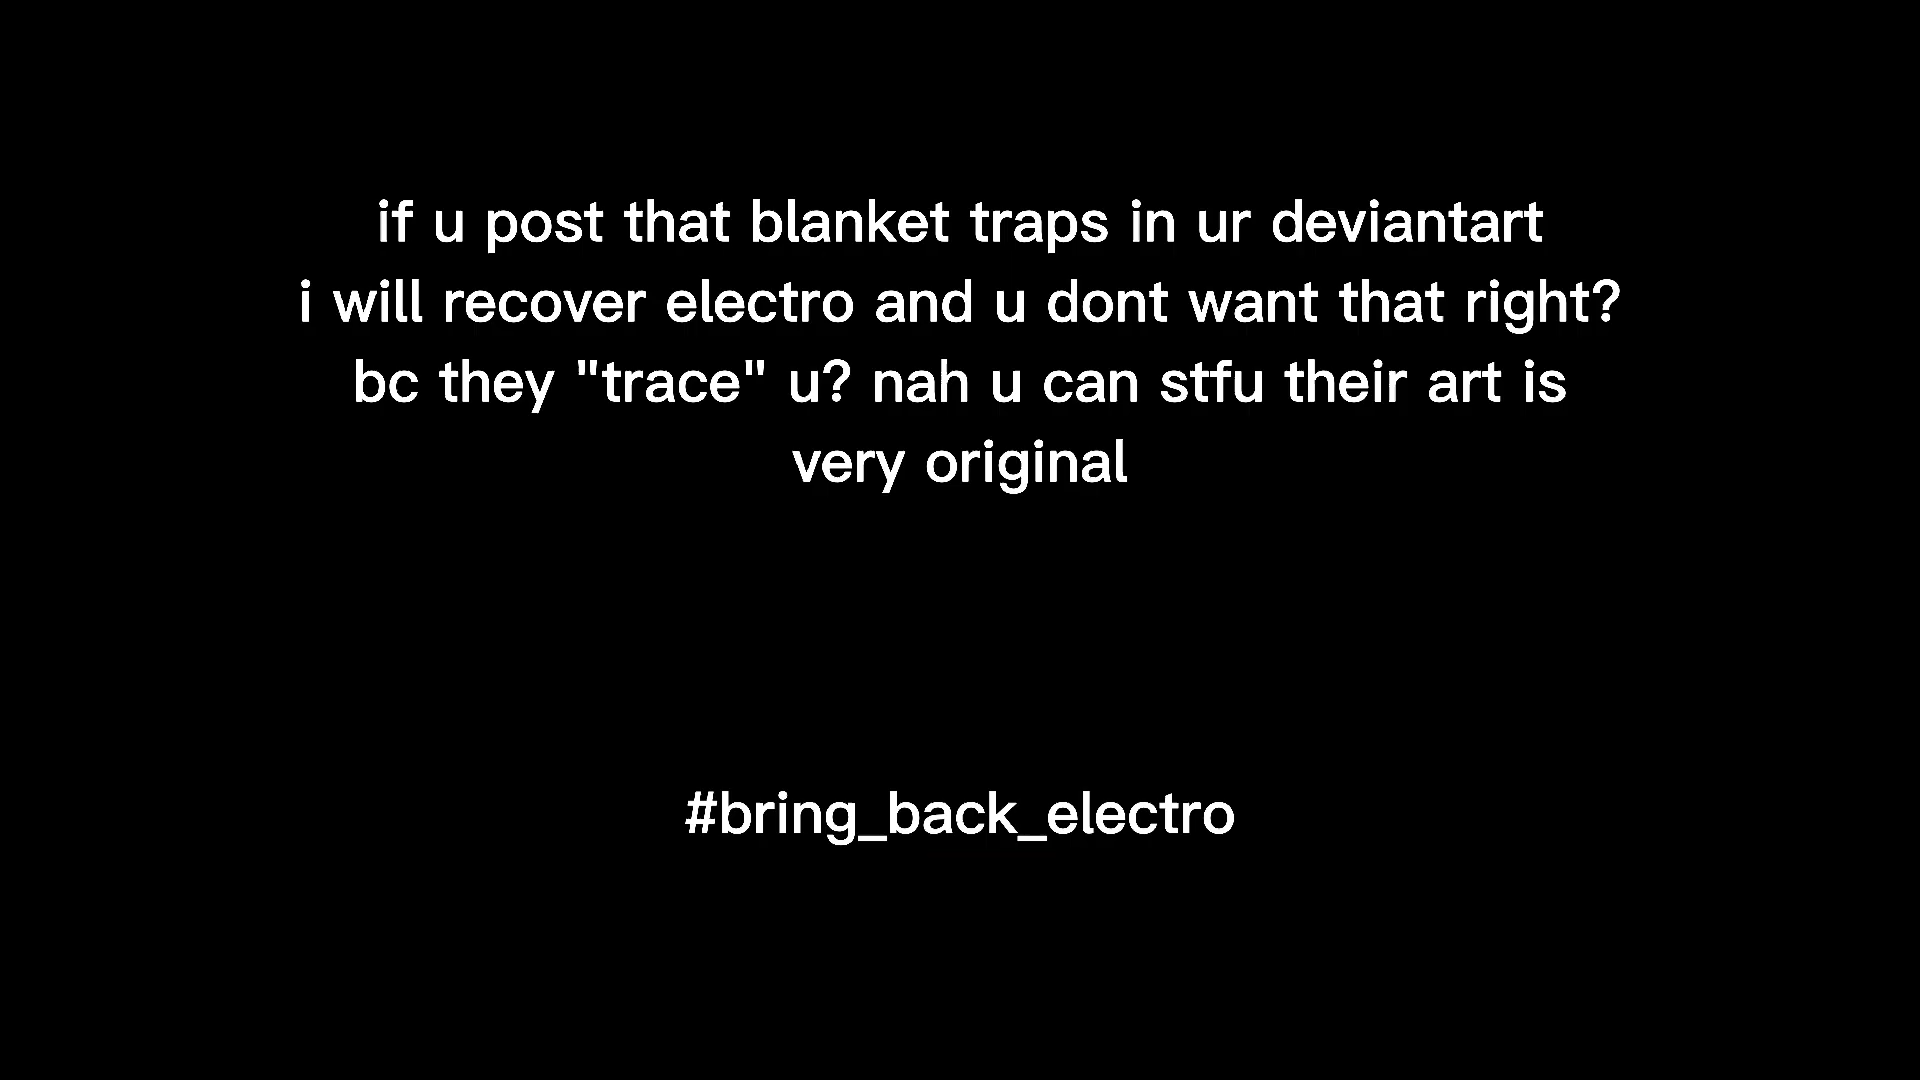 if u post that blanket traps in ur deviantart
i will recover electro and u dont want that right?
bc they "trace" u? nah u can stfu their art is
very original
#bring_back_electro